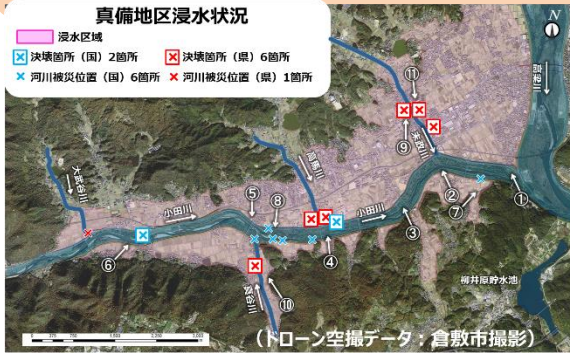 真備地区浸水状況
浸水区域
決壊箇所（国）2箇所
決壊箇所（県）6箇所
河川被災位置（国）6箇所
河川被災位置（県）1箇所
N
高梁川
⑪
⑨
末政川
大武谷川
高馬川
小田川
⑤
⑧
小田川
②
⑦
①
③
④
⑥
真谷川
⑩
柳井原貯水池
（ドローン空撮データ：倉敷市撮影）